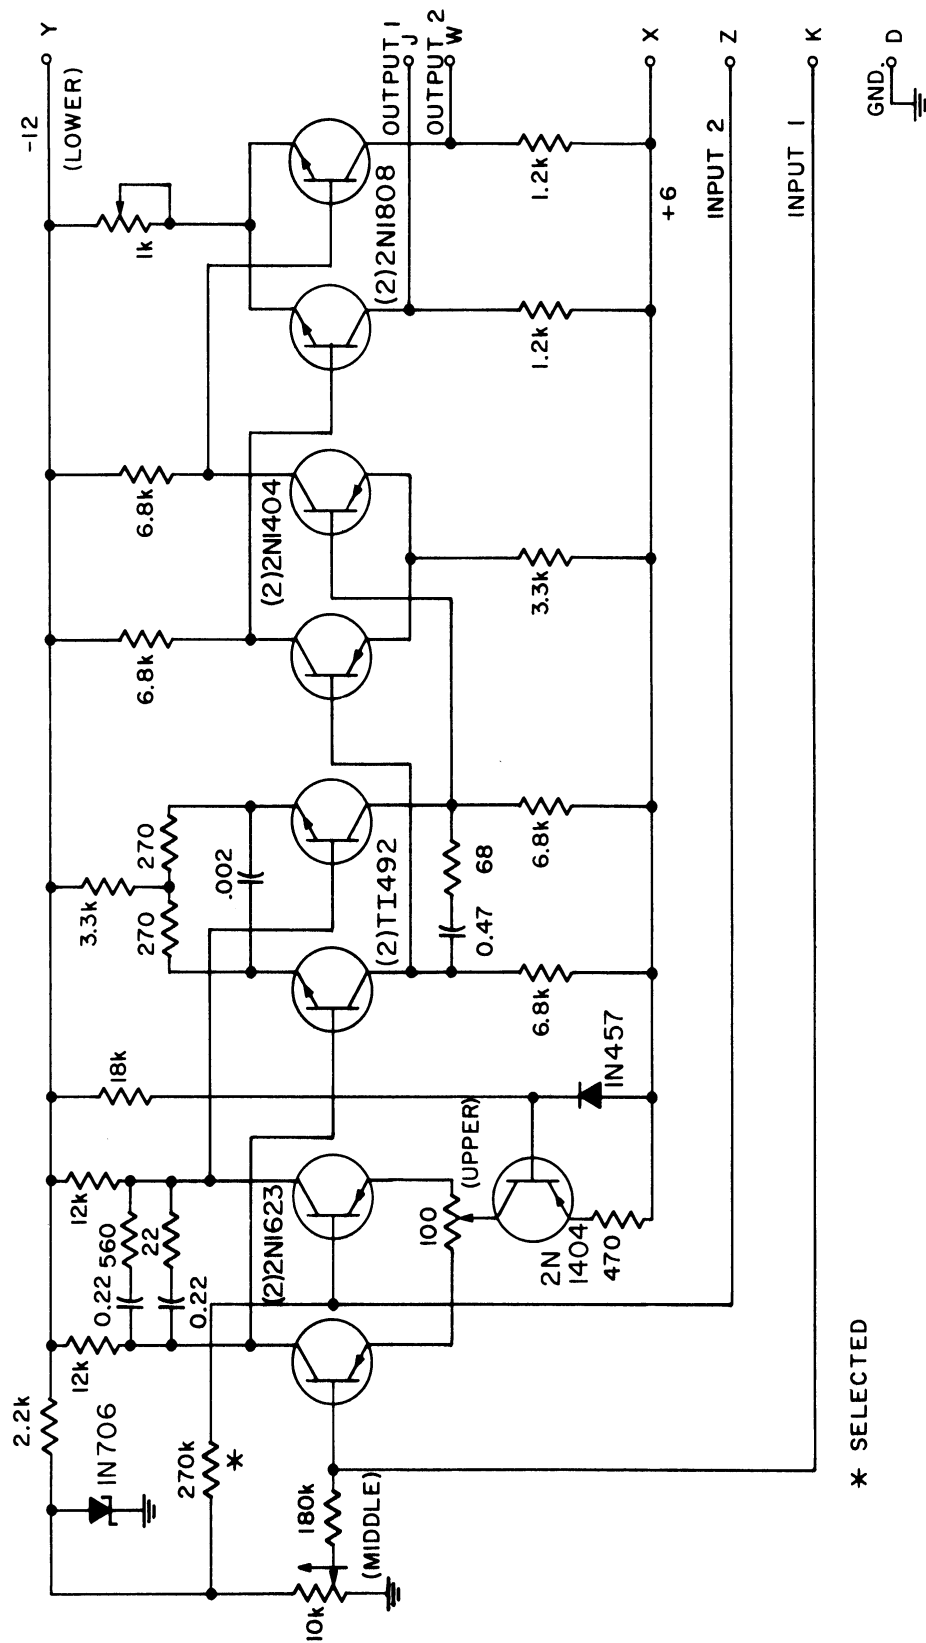 2.2k
-12
Y
(LOWER)
12k
12k
3.3k
1N706
0.22
560
18k
22
0.22
270
270
6.8k
6.8k
1k
270k
*
.002
(2)2N1623
(2)2N1404
180k
10k
(MIDDLE)
(2)TI492
(2)2N1808
OUTPUT 1
J
100
OUTPUT 2
W
(UPPER)
0.47
68
6.8k
6.8k
3.3k
1.2k
1.2k
2N
1404
470
1N457
+6
X
INPUT 2
Z
INPUT 1
K
* SELECTED
GND.
D